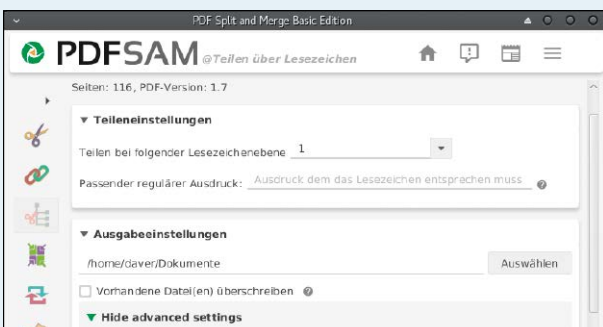 PDF Split and Merge Basic Edition
PDFSAM @Teilen über Lesezeichen
Seiten: 116, PDF-Version: 1.7
Teileneinstellungen
Teilen bei folgender Lesezeichenebene 1
Passender regulärer Ausdruck: Ausdruck dem das Lesezeichen entsprechen muss
Ausgabeeinstellungen
/home/daver/Dokumente Auswählen
Vorhandene Datei(en) überschreiben
Hide advanced settings